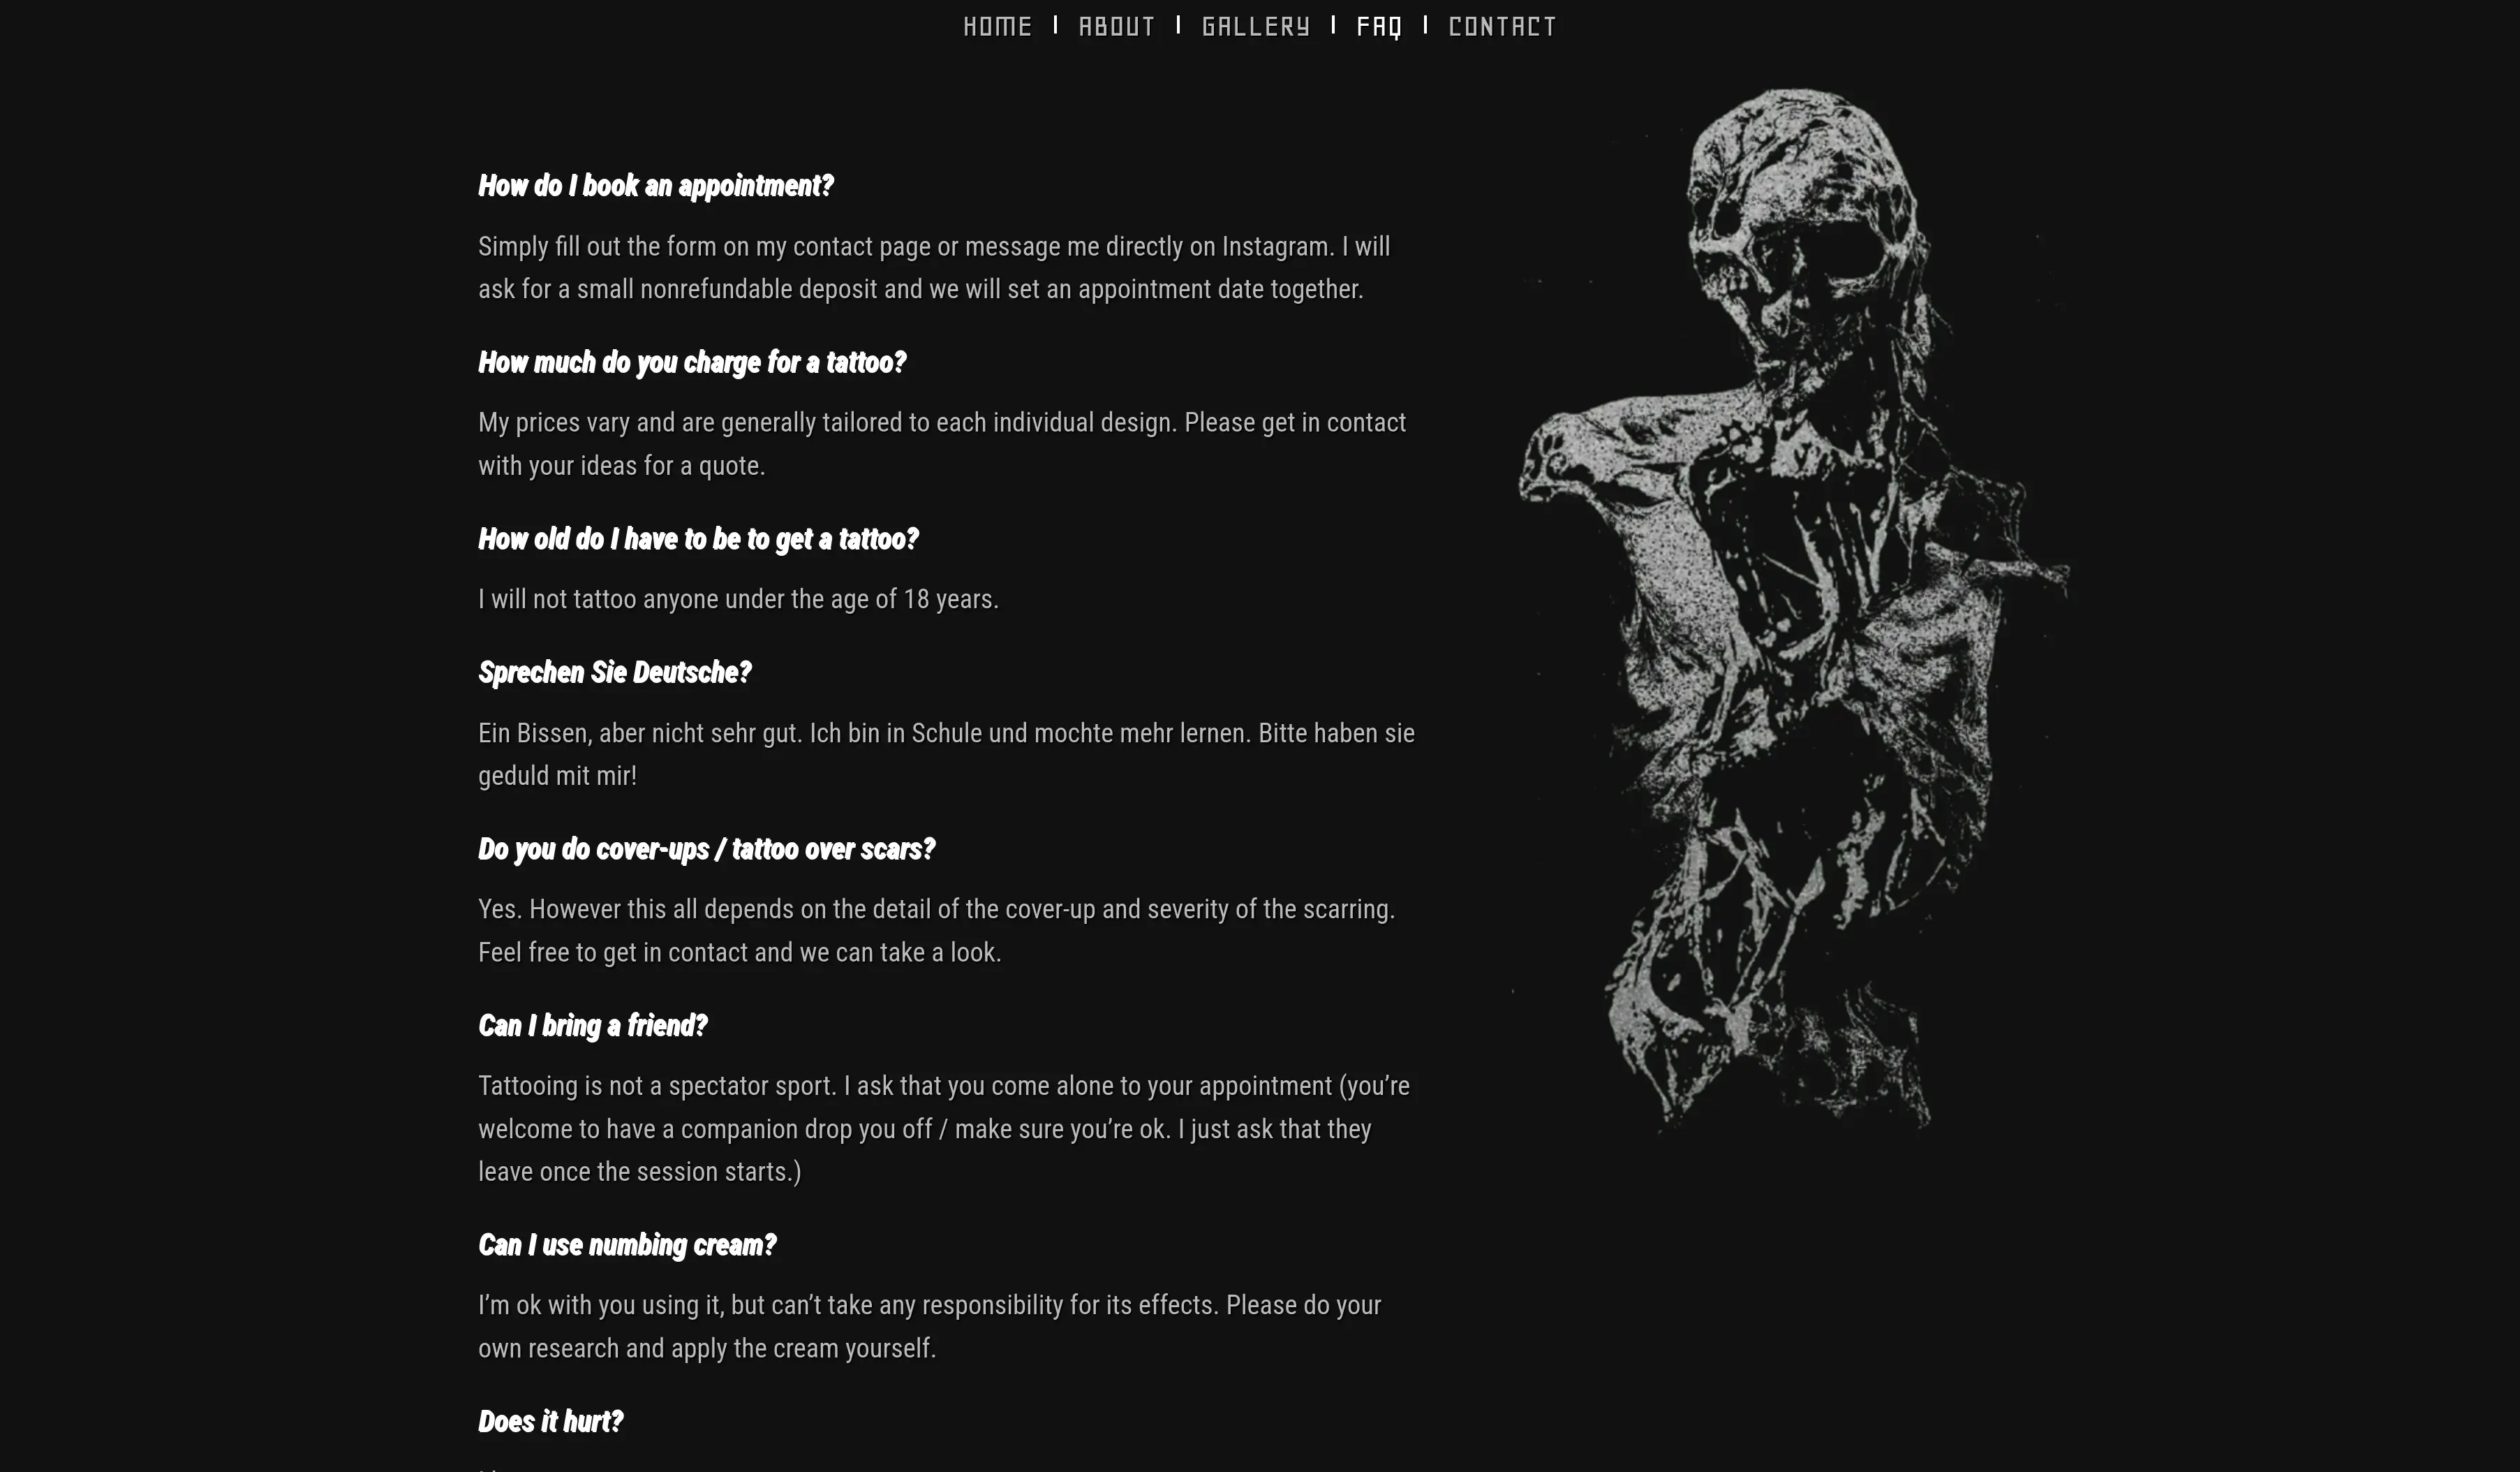 HOME | ABOUT | GALLERY | FAQ | CONTACT
How do I book an appointment?
Simply fill out the form on my contact page or message me directly on Instagram. I will
ask for a small nonrefundable deposit and we will set an appointment date together.
How much do you charge for a tattoo?
My prices vary and are generally tailored to each individual design. Please get in contact
with your ideas for a quote.
How old do I have to be to get a tattoo?
I will not tattoo anyone under the age of 18 years.
Sprechen Sie Deutsche?
Ein Bissen, aber nicht sehr gut. Ich bin in Schule und mochte mehr lernen. Bitte haben sie
geduld mit mir!
Do you do cover-ups / tattoo over scars?
Yes. However this all depends on the detail of the cover-up and severity of the scarring.
Feel free to get in contact and we can take a look.
Can I bring a friend?
Tattooing is not a spectator sport. I ask that you come alone to your appointment (you’re
welcome to have a companion drop you off / make sure you’re ok. I just ask that they
leave once the session starts.)
Can I use numbing cream?
I’m ok with you using it, but can’t take any responsibility for its effects. Please do your
own research and apply the cream yourself.
Does it hurt?